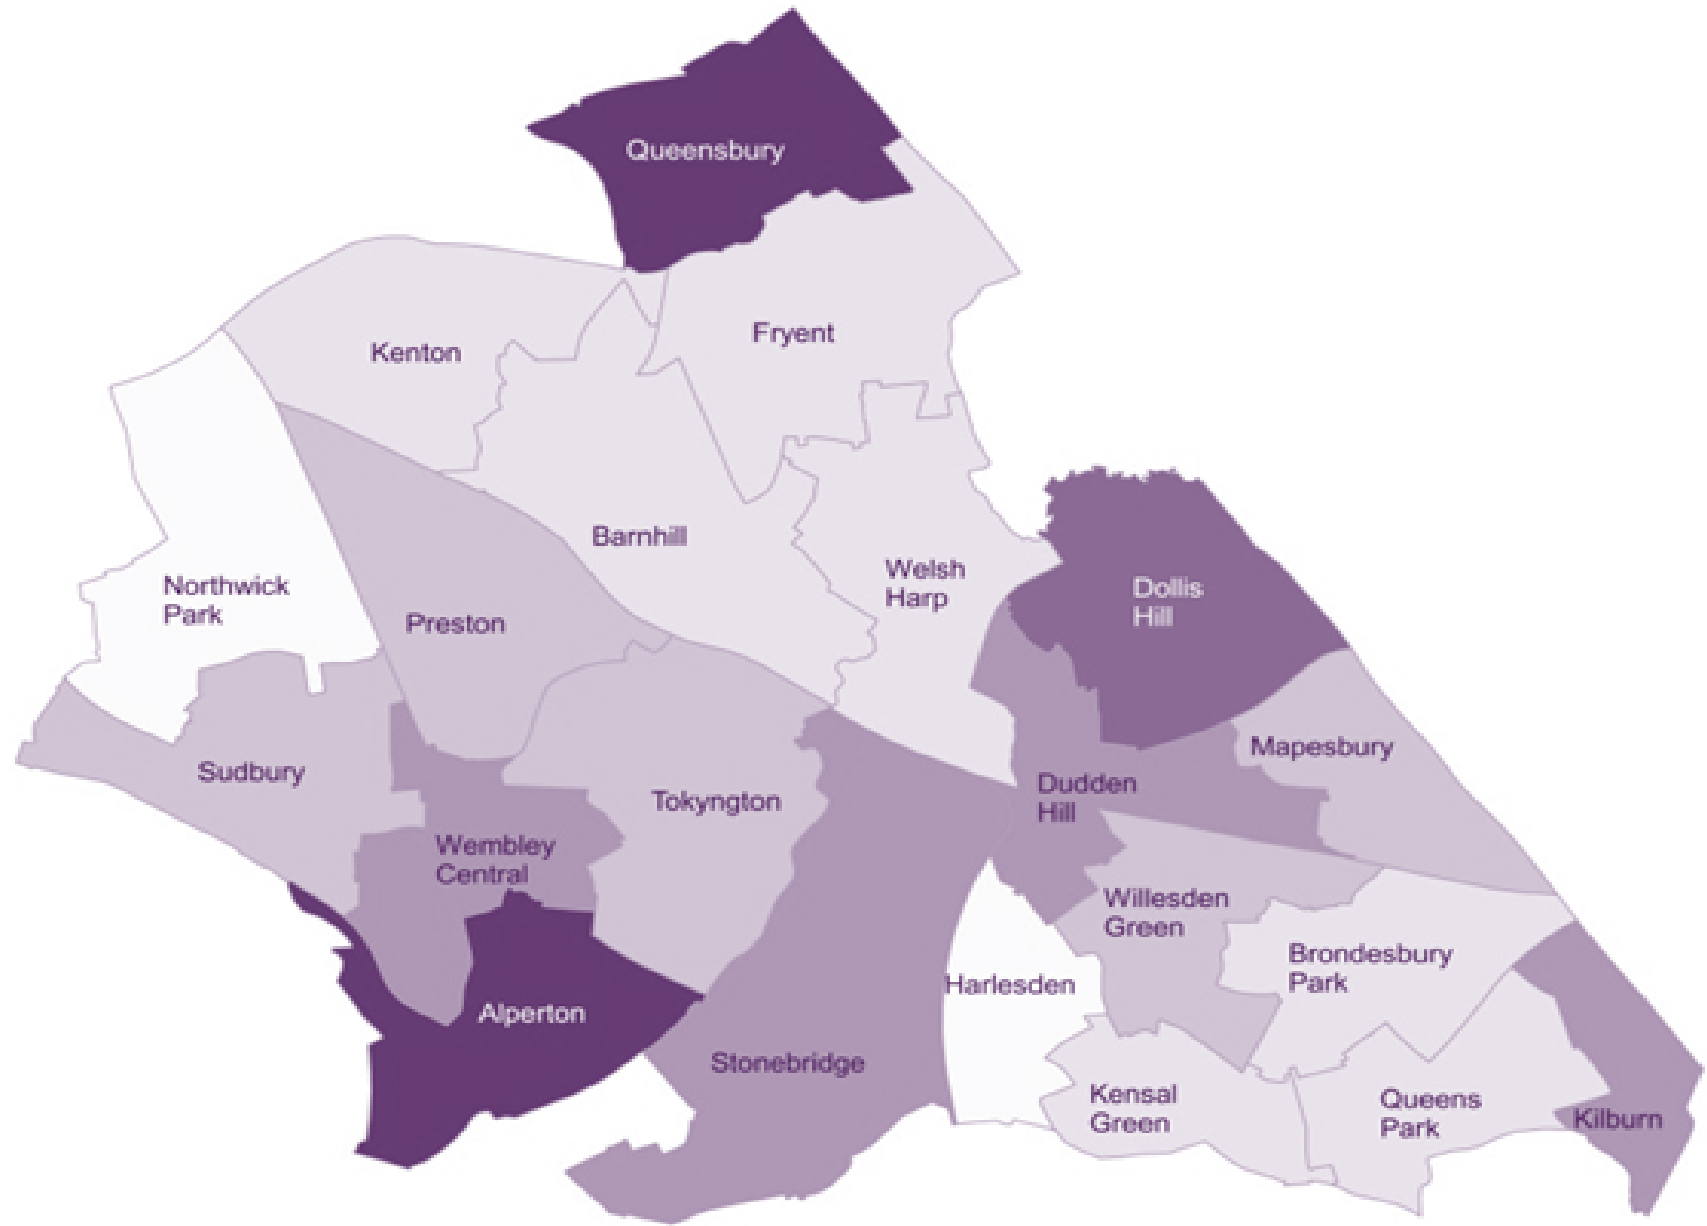 Queensbury
Fryent
Kenton
Barnhill
Welsh
Harp
Northwick
Park
Dollis
Hill
Preston
Mapesbury
Sudbury
Dudden
Hill
Tokyngton
Wembley
Central
Willesden
Green
Brondesbury
Park
Harlesden
Alperton
Stonebridge
Kensal
Green
Queens
Park
Kilburn